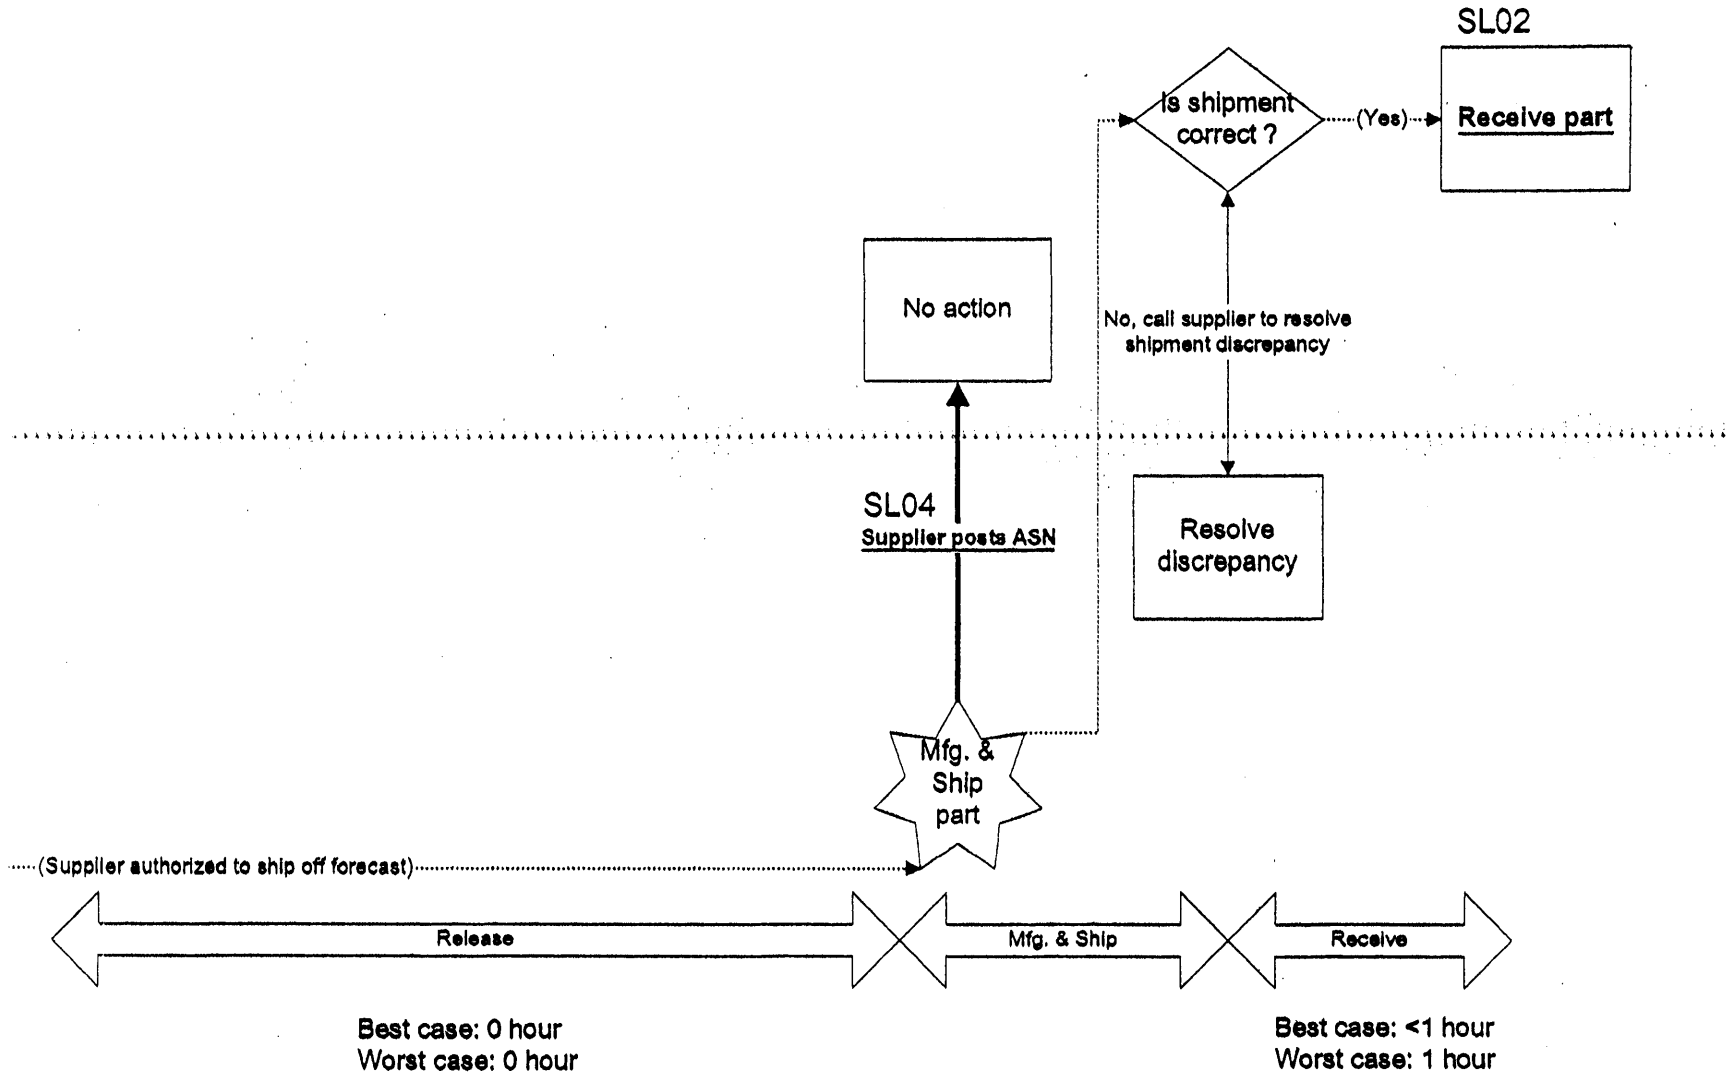 SL02
Is shipment
correct ?
(Yes)
Receive part
No action
No, call supplier to resolve
shipment discrepancy
SL04
Supplier posts ASN
Resolve
discrepancy
Mfg. &
Ship
part
(Supplier authorized to ship off forecast)
Release
Mfg. & Ship
Receive
Best case: 0 hour
Worst case: 0 hour
Best case: <1 hour
Worst case: 1 hour